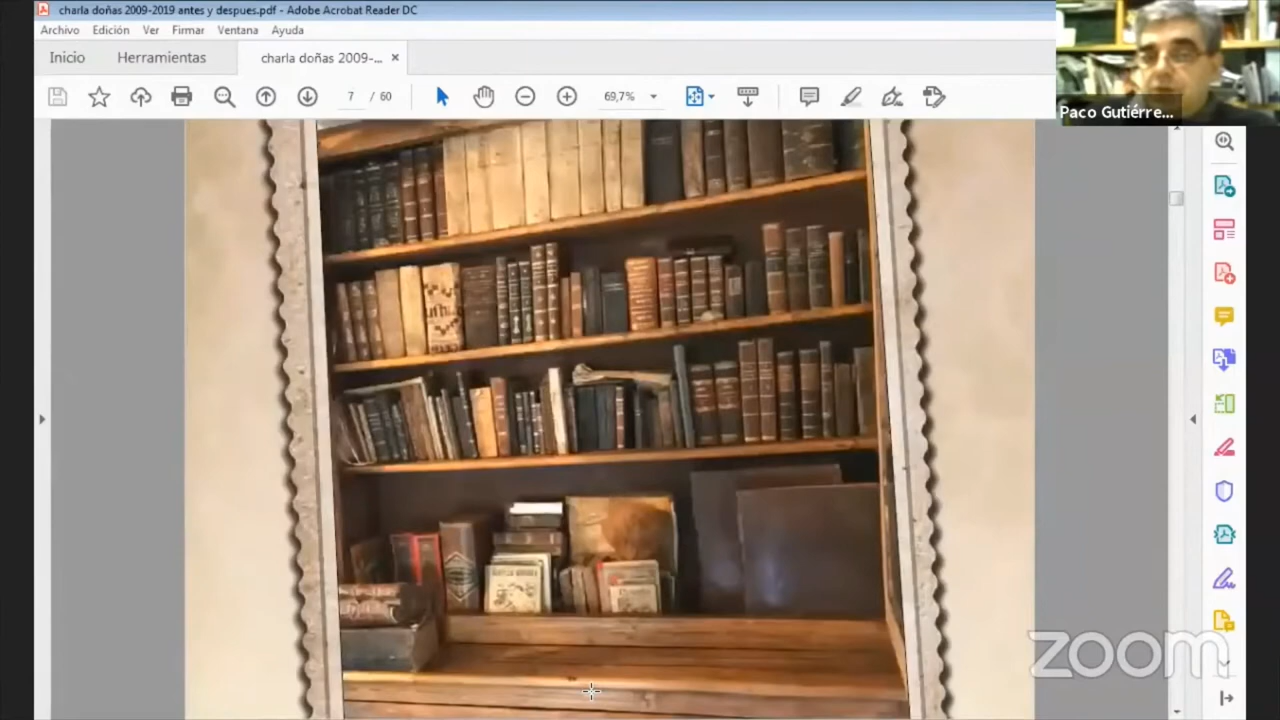 charla doñas 2009-2019 antes y despues.pdf - Adobe Acrobat Reader DC
Archivo Edición Ver Firmar Ventana Ayuda
Inicio Herramientas charla doñas 2009-... ×
7 / 60 69,7%
Paco Gutiérre...
zoom